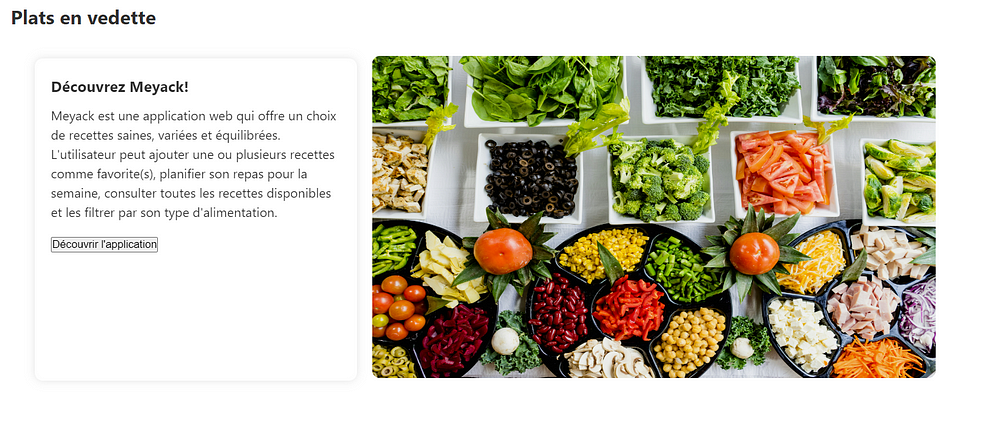 Plats en vedette
Découvrez Meyack!
Meyack est une application web qui offre un choix
de recettes saines, variées et équilibrées.
L'utilisateur peut ajouter une ou plusieurs recettes
comme favorite(s), planifier son repas pour la
semaine, consulter toutes les recettes disponibles
et les filtrer par son type d'alimentation.
Découvrir l'application